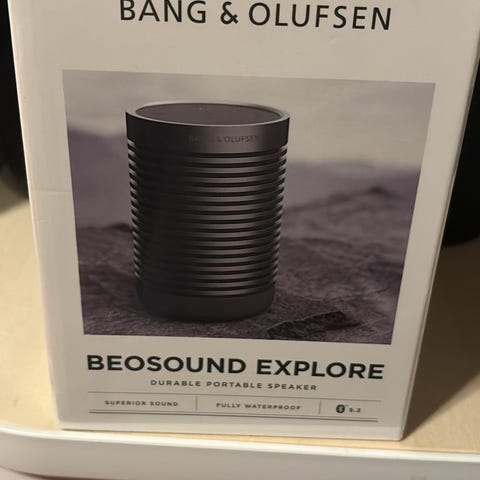 BANG & OLUFSEN
BANG & OLUFSEN
BEOSOUND EXPLORE
DURABLE PORTABLE SPEAKER
SUPERIOR SOUND FULLY WATERPROOF 5.2